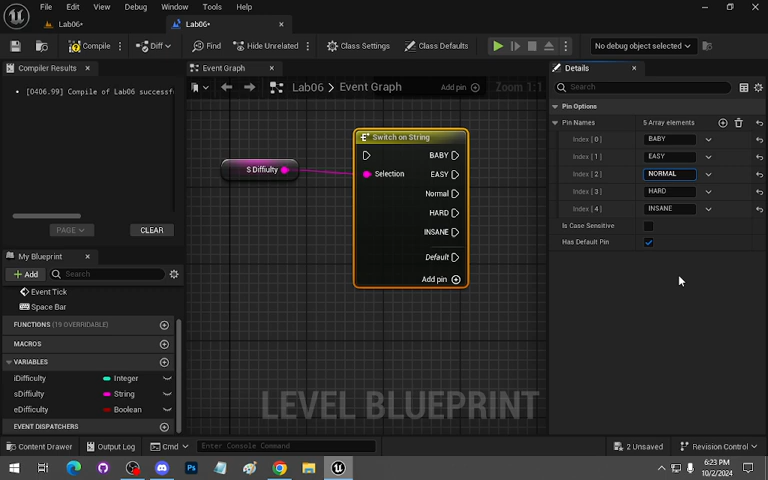 File Edit Window Tools Help
Lab06• Lab06•
Compile Diff Find Hide Unrelated Class Settings Class Defaults No debug object selected
Compiler Results Event Graph Details
Lab06 > Event Graph Add pin Zoom 1:1 Search
[0406.99] Compile of Lab06 successf
Pin Options
Pin Names 5 Array elements
Index [ 0 ] BABY
Index [ 1 ] EASY
Index [ 2 ] NORMAL
Index [ 3 ] HARD
Index [ 4 ] INSANE
Is Case Sensitive
Has Default Pin
S Diffiulty
Switch on String
BABY
Selection EASY
Normal
HARD
INSANE
Default
Add pin
PAGE CLEAR
My Blueprint
Add Search
Event Tick
Space Bar
FUNCTIONS (19 OVERRIDABLE)
MACROS
VARIABLES
iDifficulty Integer
sDiffiulty String
eDifficulty Boolean
EVENT DISPATCHERS
LEVEL BLUEPRINT
Content Drawer Output Log Cmd Enter Console Command 2 Unsaved Revision Control
Ps
6:23 PM
10/2/2024